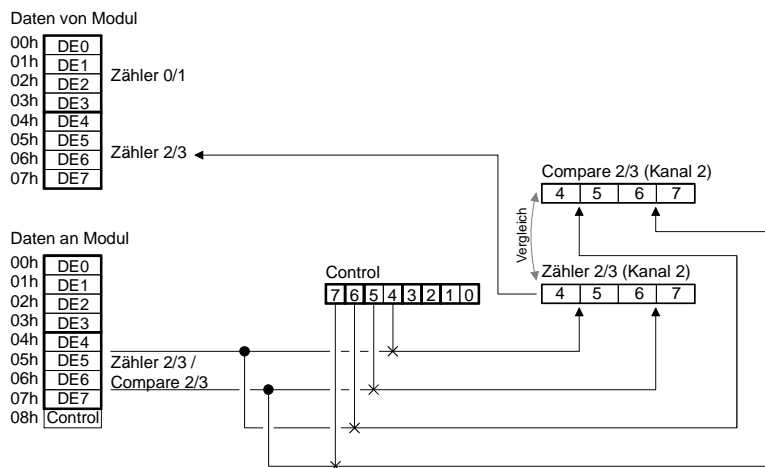 Daten von Modul
00h DE0
01h DE1
02h DE2
03h DE3
Zähler 0/1
04h DE4
05h DE5
06h DE6
07h DE7
Zähler 2/3
Compare 2/3 (Kanal 2)
4 5 6 7
Vergleich
Zähler 2/3 (Kanal 2)
4 5 6 7
Daten an Modul
00h DE0
01h DE1
02h DE2
03h DE3
04h DE4
05h DE5
06h DE6
07h DE7
08h Control
Zähler 2/3 /
Compare 2/3
Control
7 6 5 4 3 2 1 0